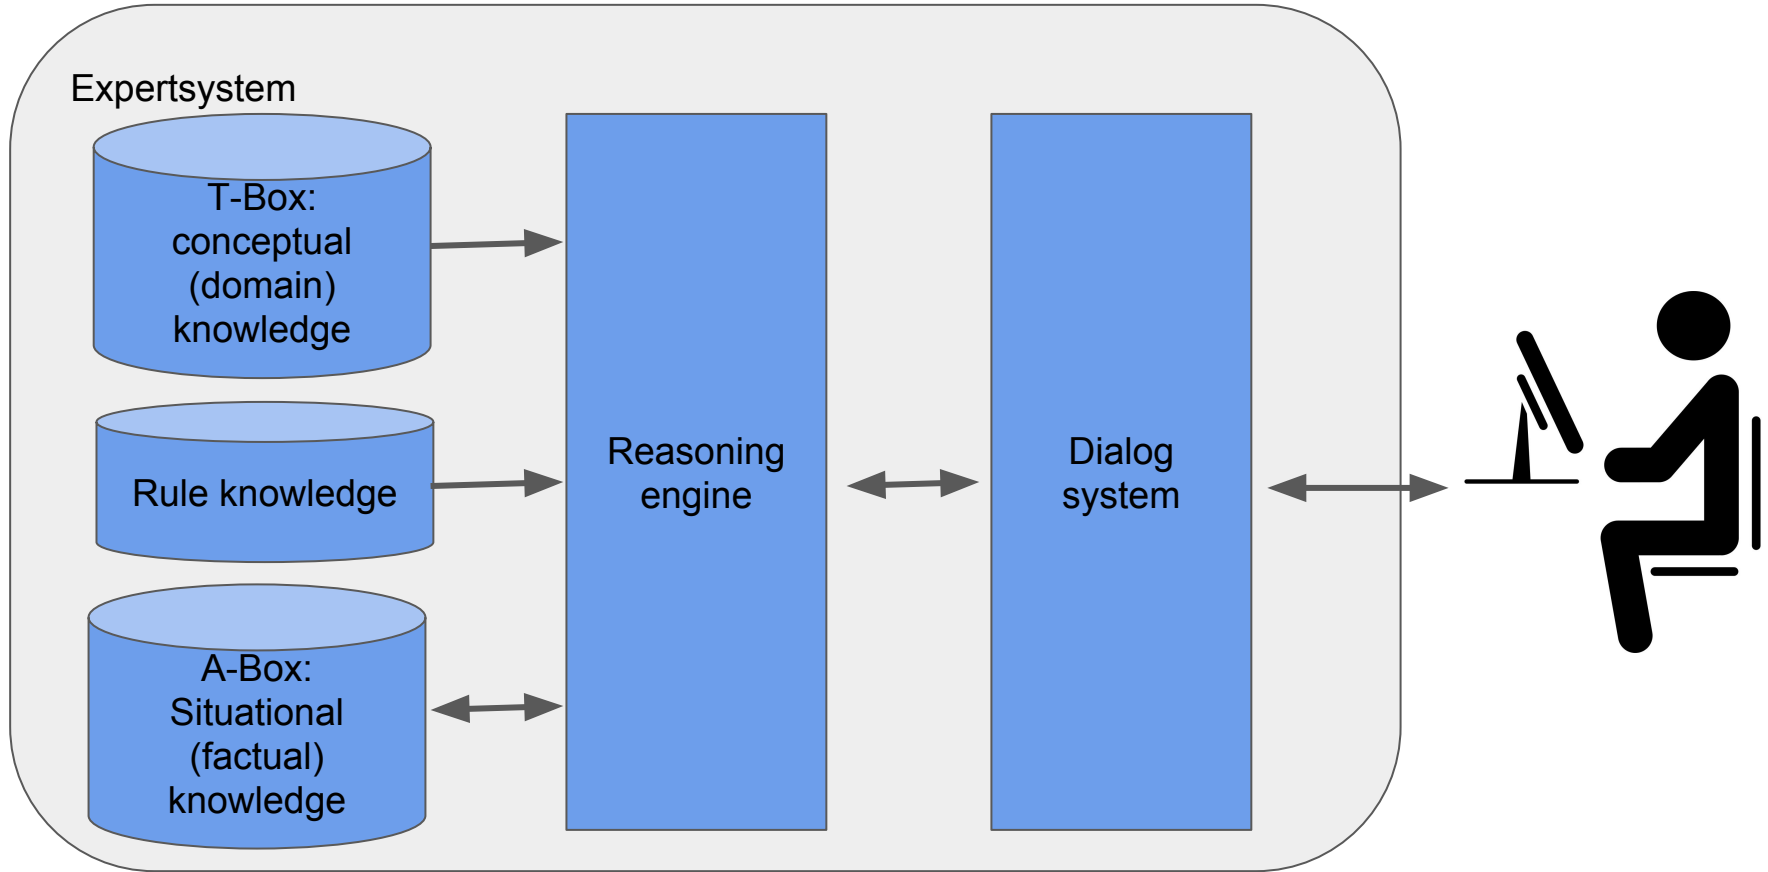 Expertsystem
T-Box:
conceptual
(domain)
knowledge
Rule knowledge
A-Box:
Situational
(factual)
knowledge
Reasoning
engine
Dialog
system